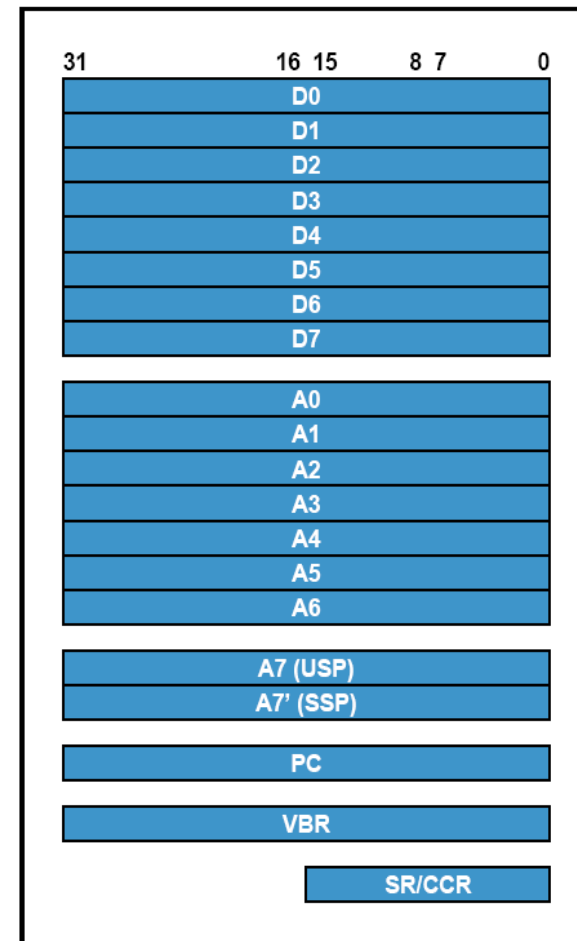 31 16 15 8 7 0
D0
D1
D2
D3
D4
D5
D6
D7
A0
A1
A2
A3
A4
A5
A6
A7 (USP)
A7’ (SSP)
PC
VBR
SR/CCR